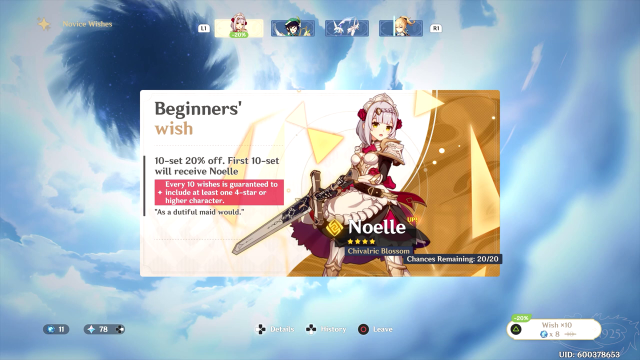 Novice Wishes
L1
-20%
R1
Beginners'
wish
10-set 20% off. First 10-set
will receive Noelle
Every 10 wishes is guaranteed to
include at least one 4-star or
higher character.
"As a dutiful maid would."
UP!
Noelle
Chivalric Blossom
Chances Remaining: 20/20
11
78
Details
History
Leave
-20%
Wish ×10
x 8
UID: 600378653